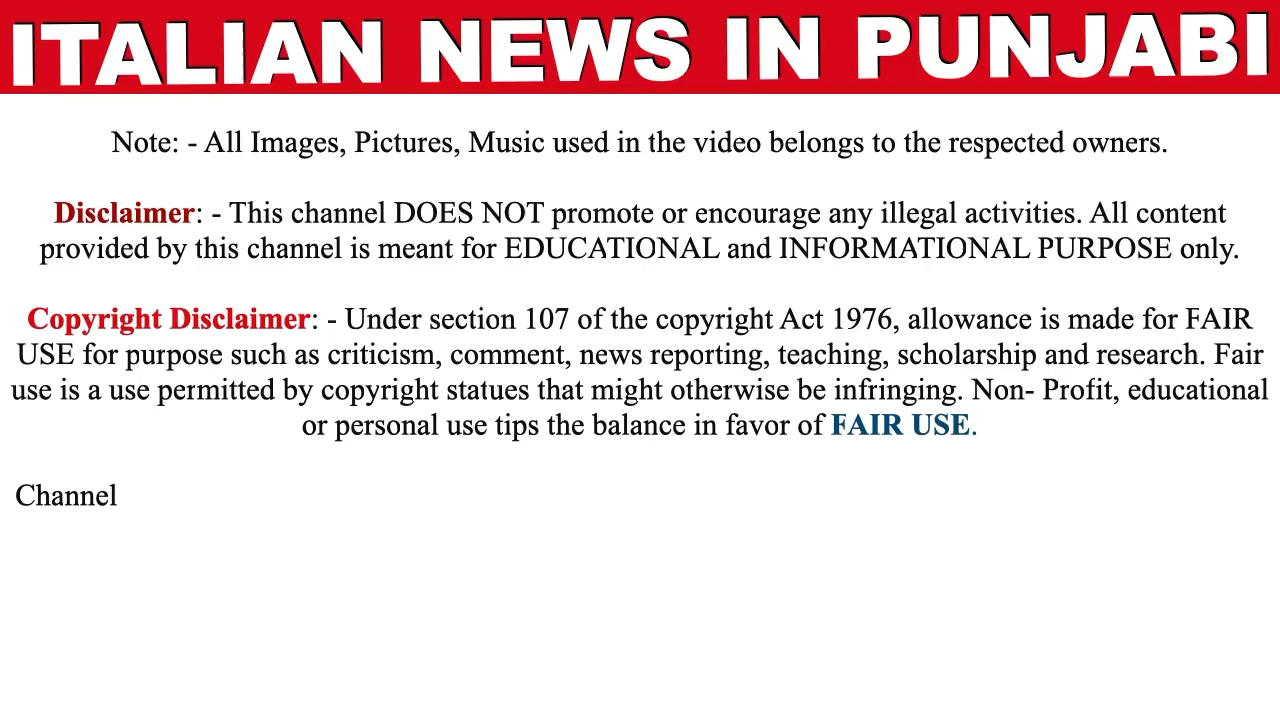 ITALIAN NEWS IN PUNJABI
Note: - All Images, Pictures, Music used in the video belongs to the respected owners.
Disclaimer: - This channel DOES NOT promote or encourage any illegal activities. All content
provided by this channel is meant for EDUCATIONAL and INFORMATIONAL PURPOSE only.
Copyright Disclaimer: - Under section 107 of the copyright Act 1976, allowance is made for FAIR
USE for purpose such as criticism, comment, news reporting, teaching, scholarship and research. Fair
use is a use permitted by copyright statues that might otherwise be infringing. Non- Profit, educational
or personal use tips the balance in favor of FAIR USE.
Channel